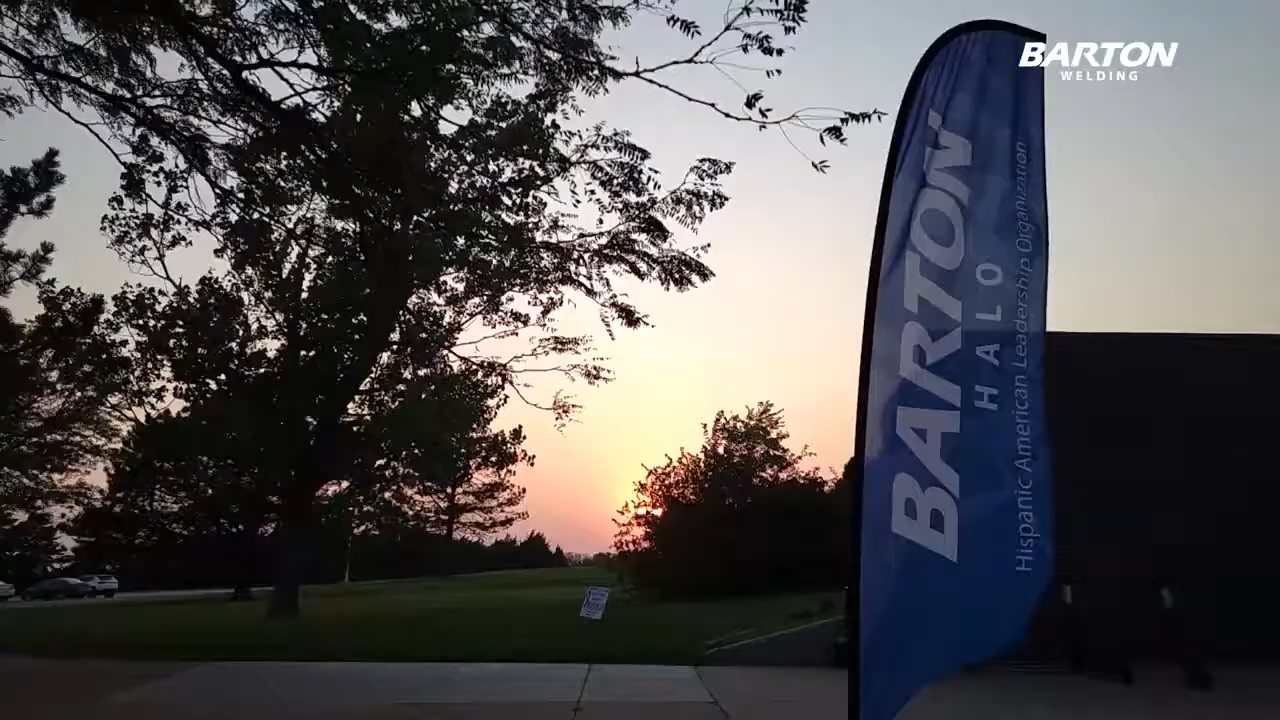 BARTON
WELDING
BARTON
HALO
Hispanic American Leadership Organization